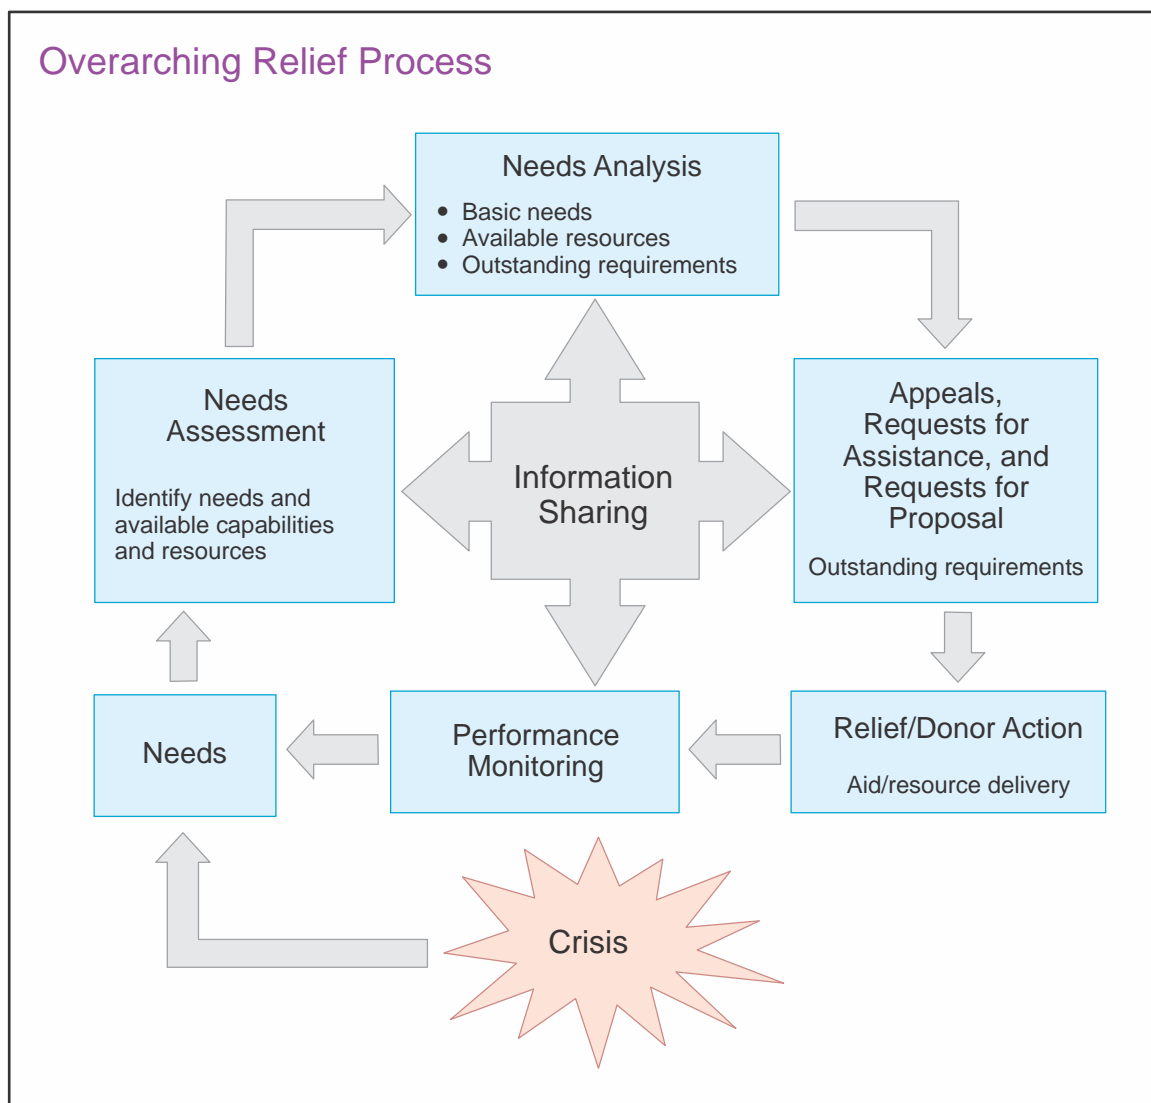 Overarching Relief Process
Needs Analysis
• Basic needs
• Available resources
• Outstanding requirements
Needs
Assessment
Identify needs and
available capabilities
and resources
Information
Sharing
Appeals,
Requests for
Assistance, and
Requests for
Proposal
Outstanding requirements
Needs
Performance
Monitoring
Relief/Donor Action
Aid/resource delivery
Crisis